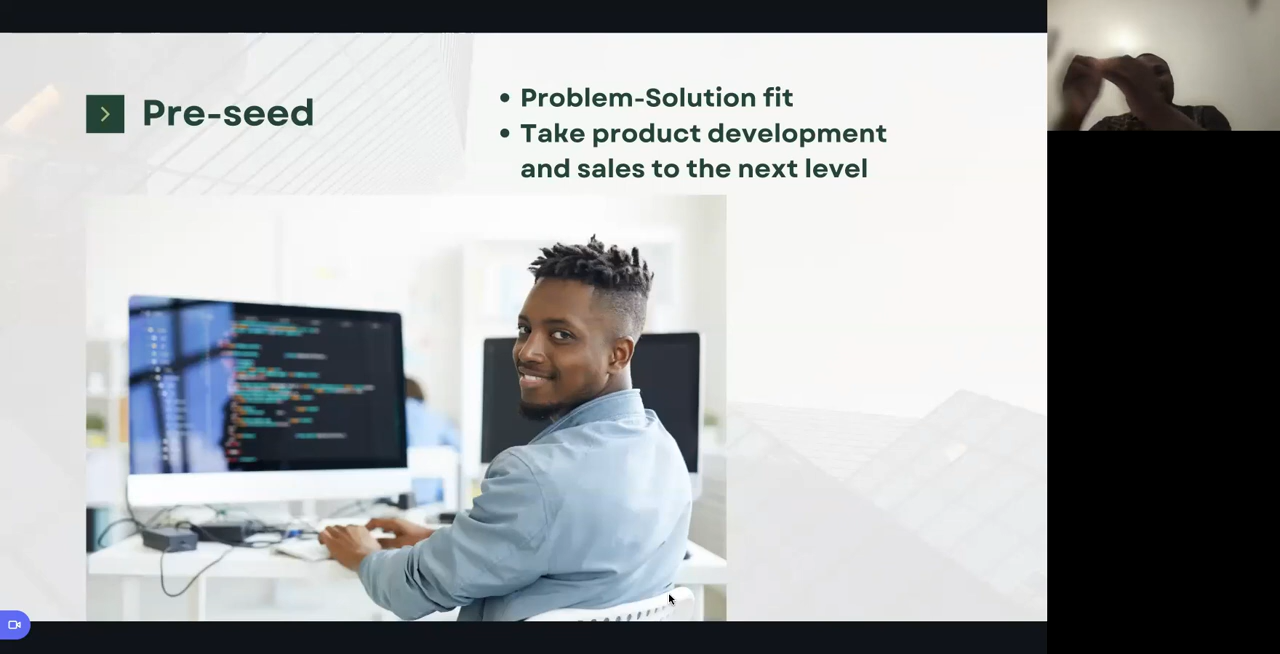 Pre-seed
• Problem-Solution fit
• Take product development
and sales to the next level